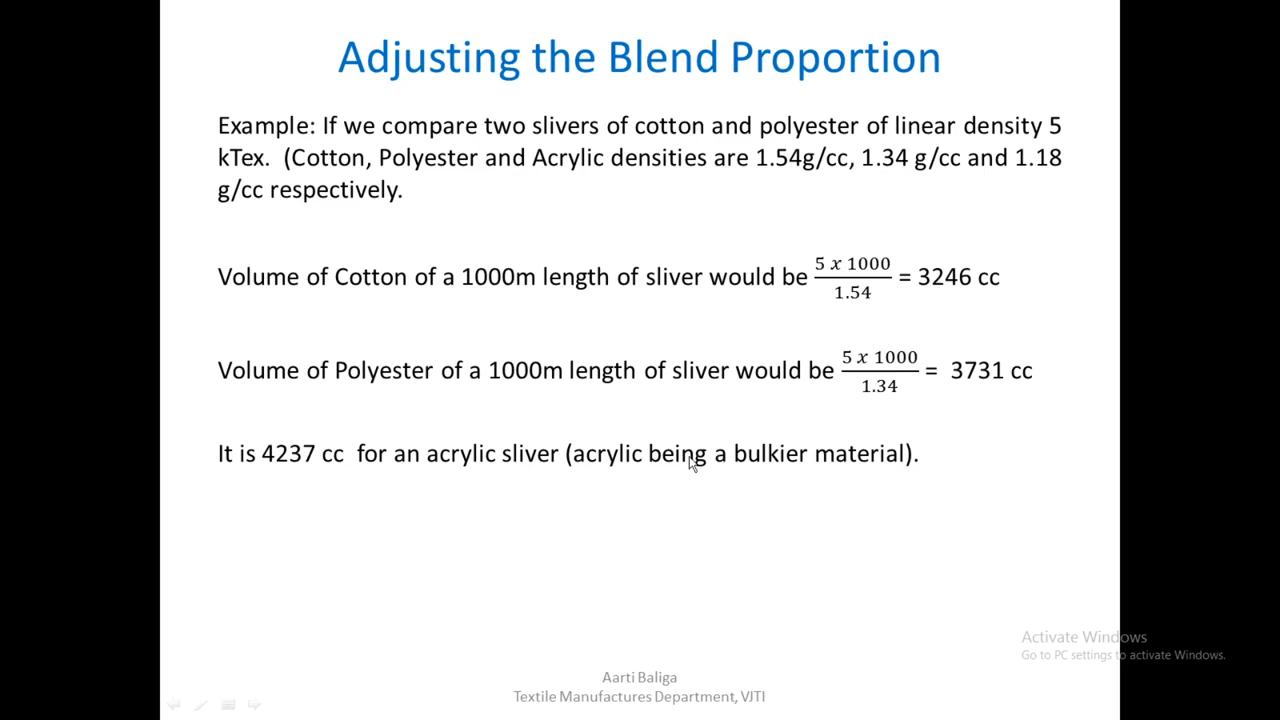 Adjusting the Blend Proportion
Example: If we compare two slivers of cotton and polyester of linear density 5
kTex.  (Cotton, Polyester and Acrylic densities are 1.54g/cc, 1.34 g/cc and 1.18
g/cc respectively.
Volume of Cotton of a 1000m length of sliver would be 5 x 1000 / 1.54 = 3246 cc
Volume of Polyester of a 1000m length of sliver would be 5 x 1000 / 1.34 = 3731 cc
It is 4237 cc  for an acrylic sliver (acrylic being a bulkier material).
Activate Windows
Go to PC settings to activate Windows.
Aarti Baliga
Textile Manufactures Department, VJTI